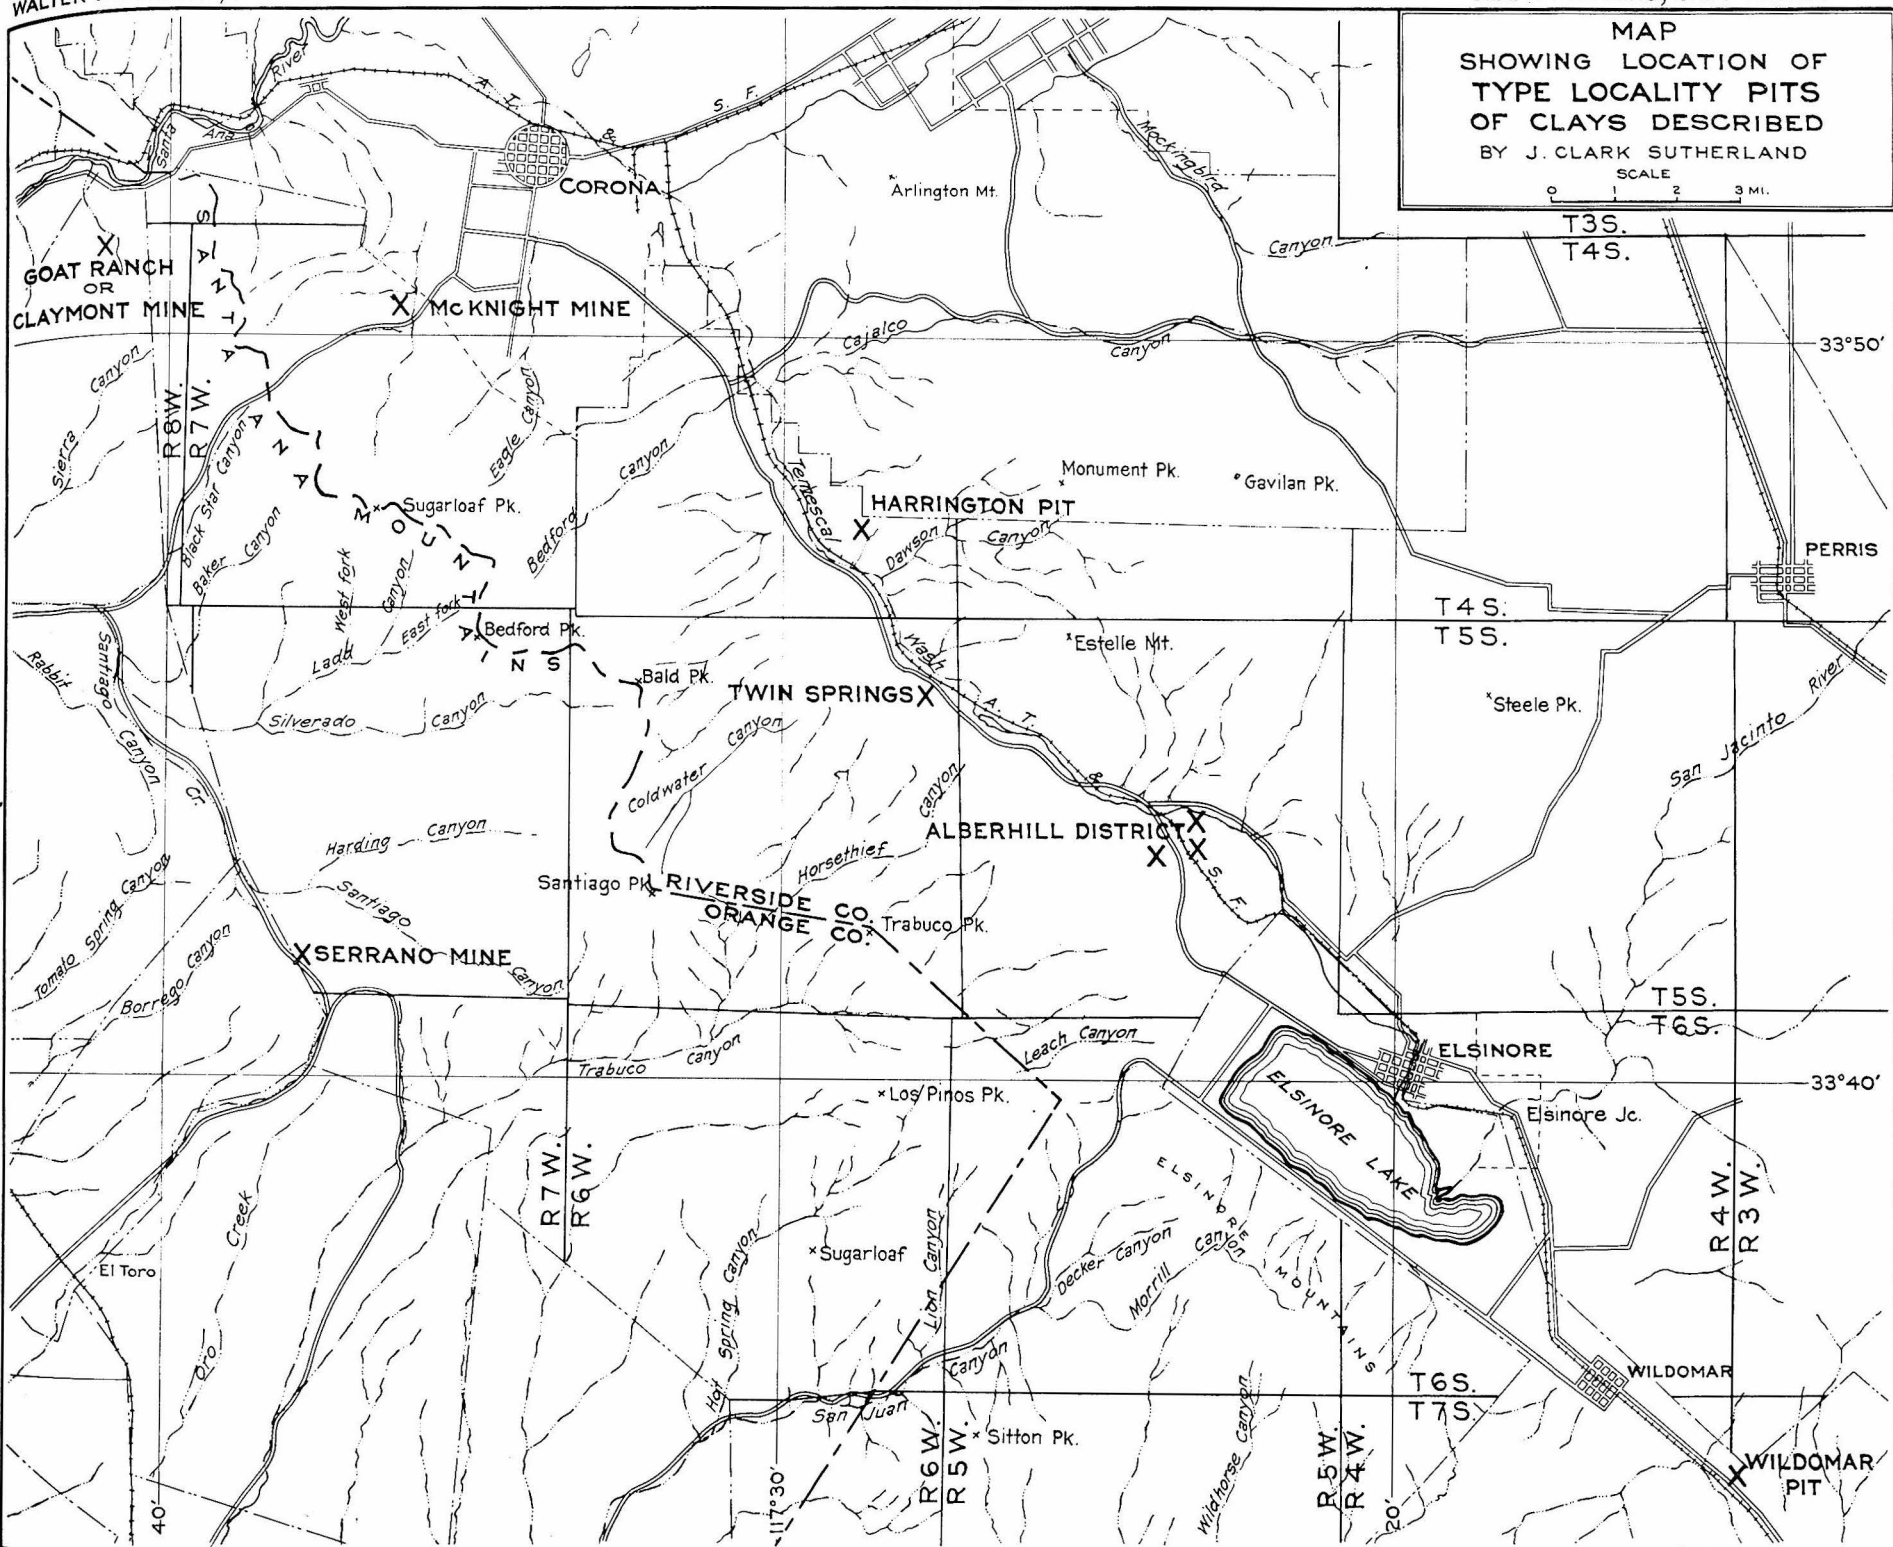 MAP
SHOWING LOCATION OF
TYPE LOCALITY PITS
OF CLAYS DESCRIBED
BY J. CLARK SUTHERLAND
SCALE
0 1 2 3 MI.
River
A. T. & S. F.
Santa Ana
CORONA
Arlington Mt.
Mockingbird
Canyon
T3S.
T4S.
GOAT RANCH
OR
CLAYMONT MINE
McKNIGHT MINE
SANTA ANA MOUNTAINS
Cajalco
Canyon
33°50'
Sierra Canyon
R8W.
R7W.
Black Star Canyon
Baker Canyon
Eagle Canyon
Bedford Canyon
Sugarloaf Pk.
Temescal
Wash
Monument Pk.
Gavilan Pk.
HARRINGTON PIT
Dawson Canyon
PERRIS
T4S.
T5S.
Ladd Canyon
West fork
East fork
Bedford Pk.
Bald Pk.
Estelle Mt.
Steele Pk.
San Jacinto River
TWIN SPRINGS
A. T. & S. F.
Rabbit Canyon
Santiago Cr.
Silverado Canyon
Coldwater Canyon
Horsethief Canyon
ALBERHILL DISTRICT
Harding Canyon
Santiago Canyon
Santiago Pk.
RIVERSIDE CO.
ORANGE CO.
Trabuco Pk.
Tomato Spring Canyon
Borrego Canyon
SERRANO MINE
T5S.
T6S.
Trabuco Canyon
Leach Canyon
ELSINORE
33°40'
Los Pinos Pk.
ELSINORE LAKE
Elsinore Jc.
R7W.
R6W.
R4W.
R3W.
ELSINORE MOUNTAINS
El Toro
Oro Creek
Hot Spring Canyon
Sugarloaf
Lion Canyon
Decker Canyon
Morrill Canyon
San Juan Canyon
T6S.
T7S.
WILDOMAR
Sitton Pk.
Wildhorse Canyon
R6W.
R5W.
R5W.
R4W.
WILDOMAR
PIT
40'
117°30'
20'